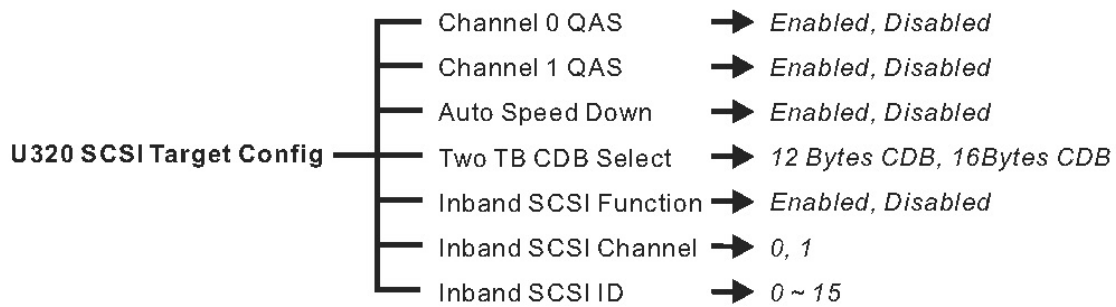 Channel 0 QAS Enabled, Disabled
Channel 1 QAS Enabled, Disabled
Auto Speed Down Enabled, Disabled
U320 SCSI Target Config Two TB CDB Select 12 Bytes CDB, 16Bytes CDB
Inband SCSI Function Enabled, Disabled
Inband SCSI Channel 0, 1
Inband SCSI ID 0 ~ 15